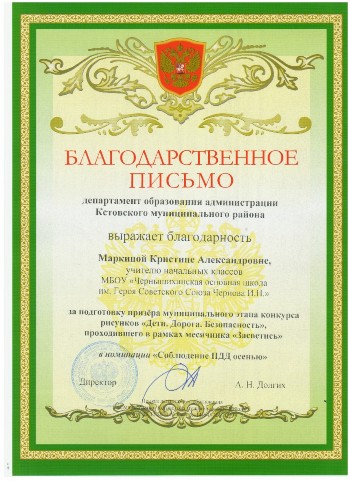 БЛАГОДАРСТВЕННОЕ
ПИСЬМО
департамент образования администрации
Кстовского муниципального района
выражает благодарность
Маркиной Кристине Александровне,
учителю начальных классов
МБОУ «Чернышихинская основная школа
им. Героя Советского Союза Чернова И.Н.»
за подготовку призёра муниципального этапа конкурса
рисунков «Дети. Дорога. Безопасность»,
проходившего в рамках месячника «Засветись»
в номинации «Соблюдение ПДД осенью»
Директор
А. Н. Долгих